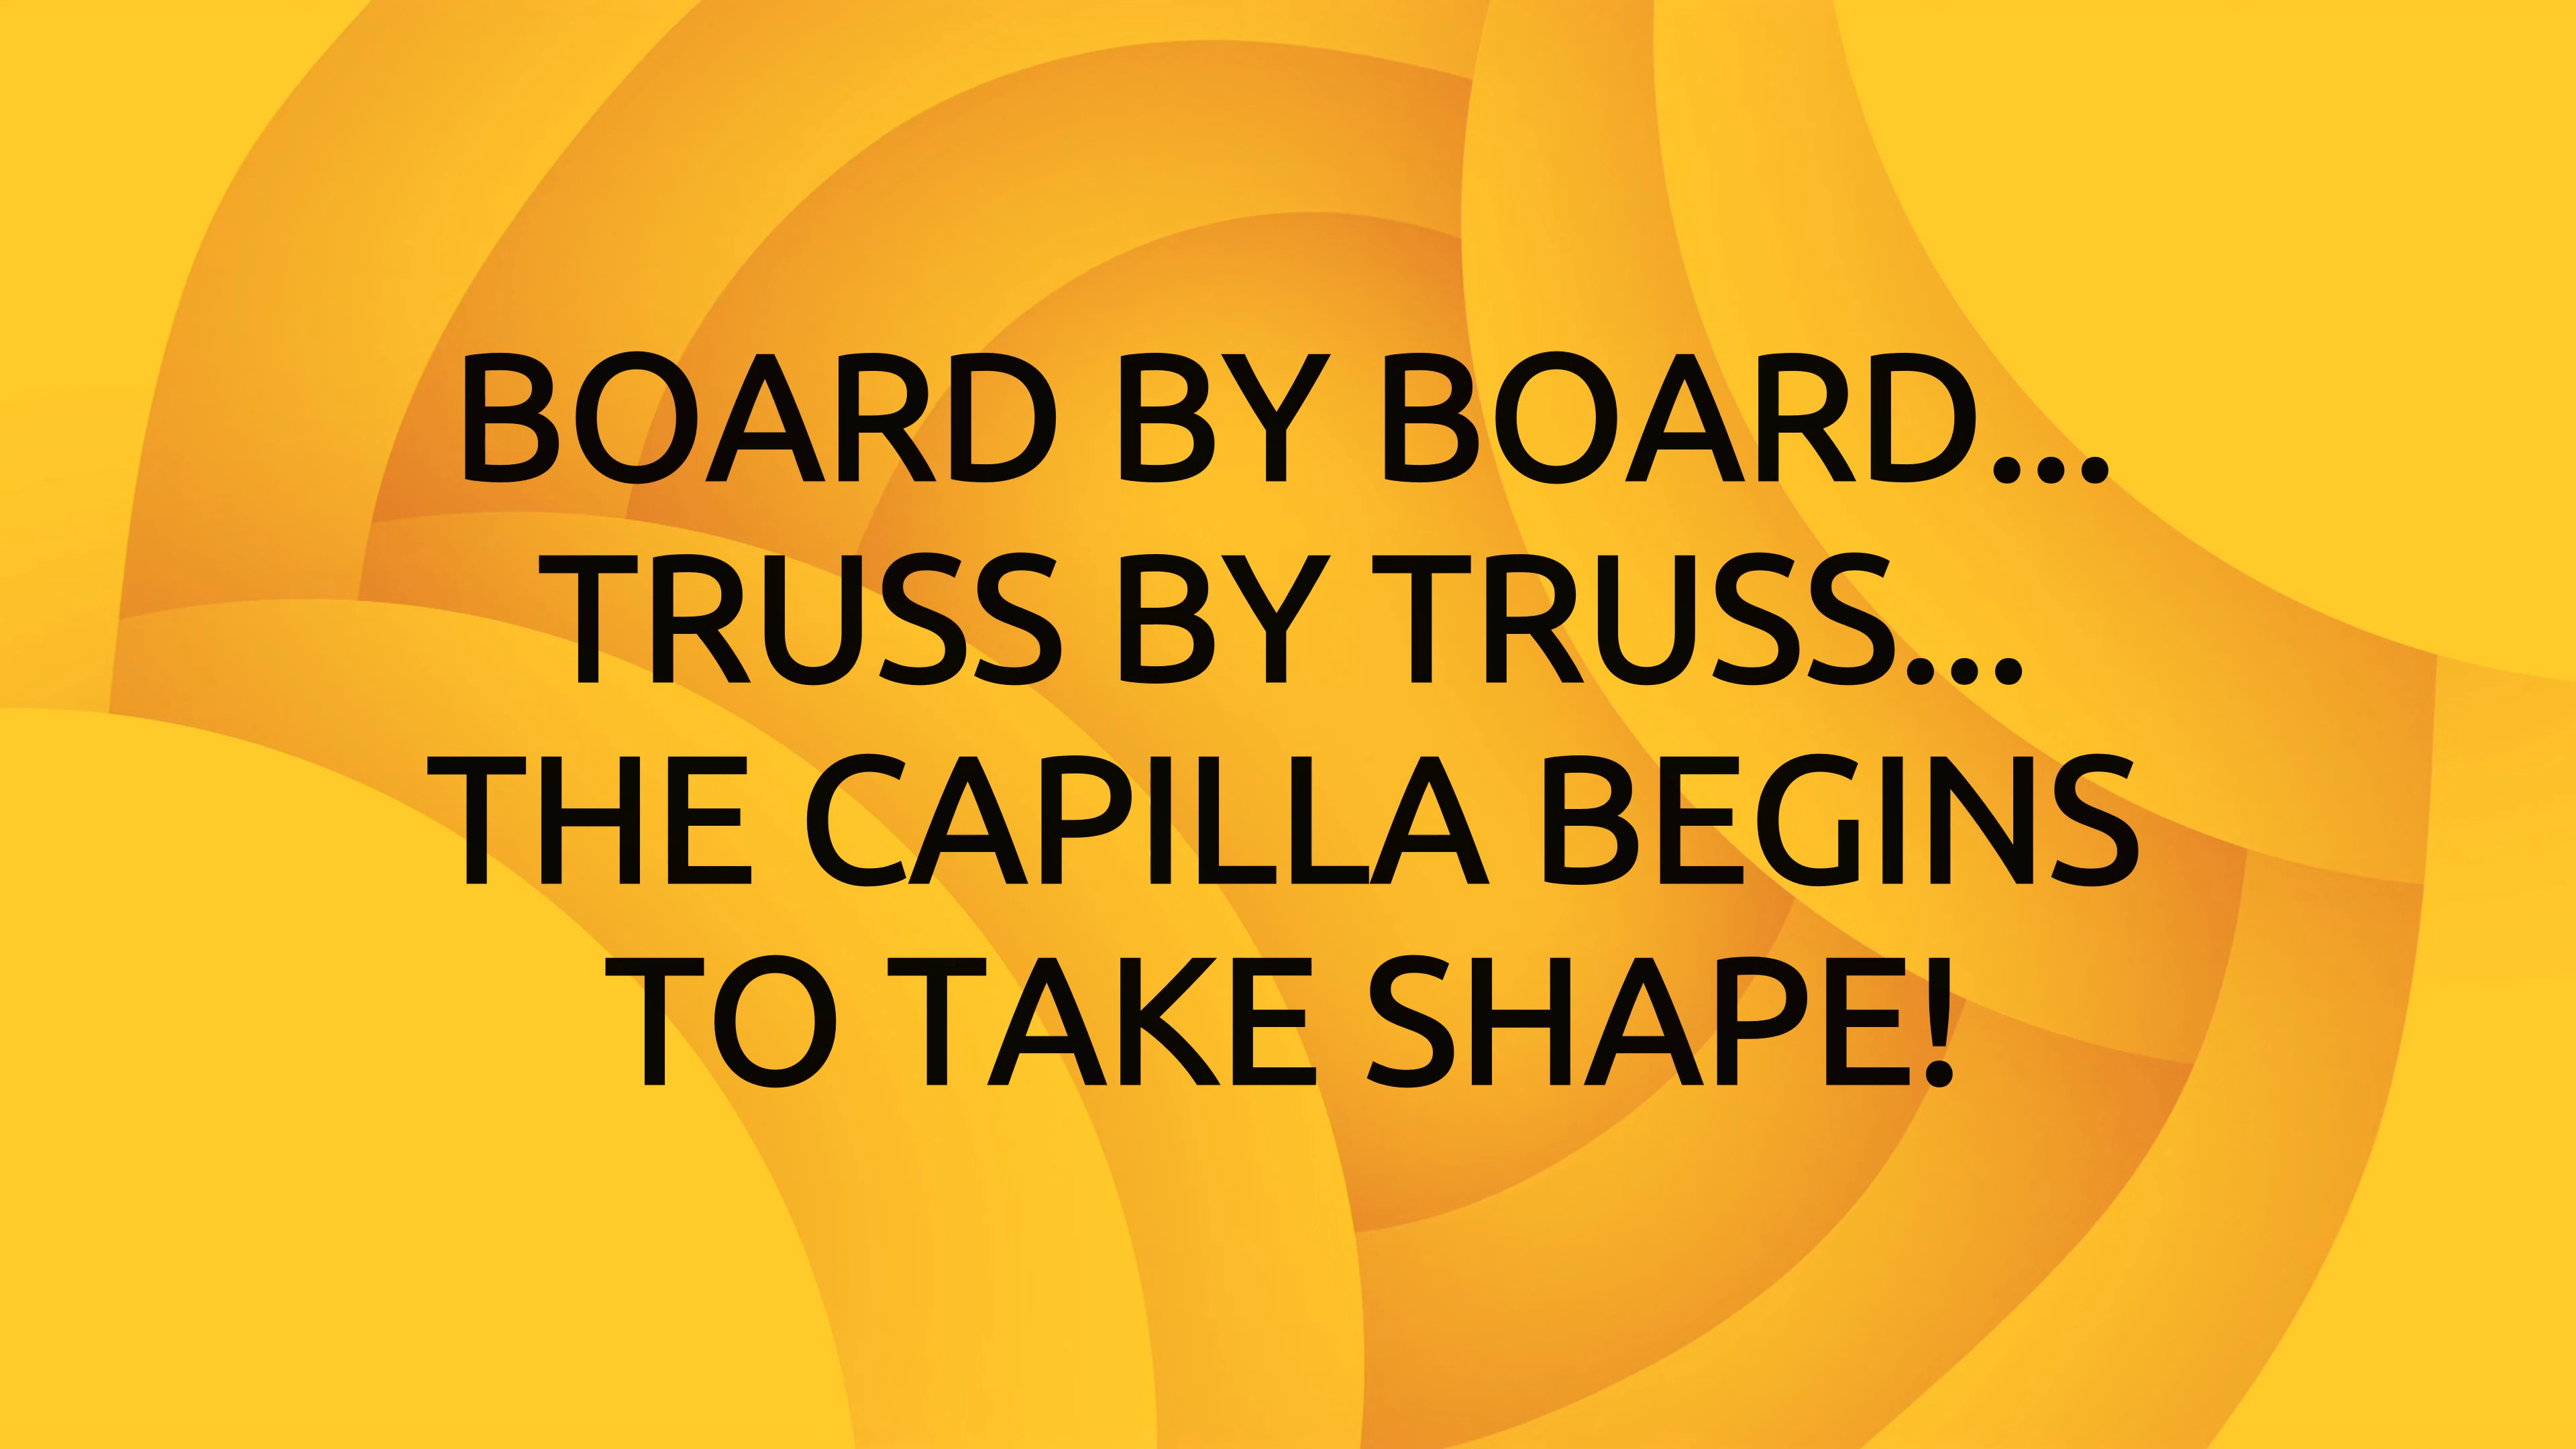 BOARD BY BOARD...
TRUSS BY TRUSS...
THE CAPILLA BEGINS
TO TAKE SHAPE!